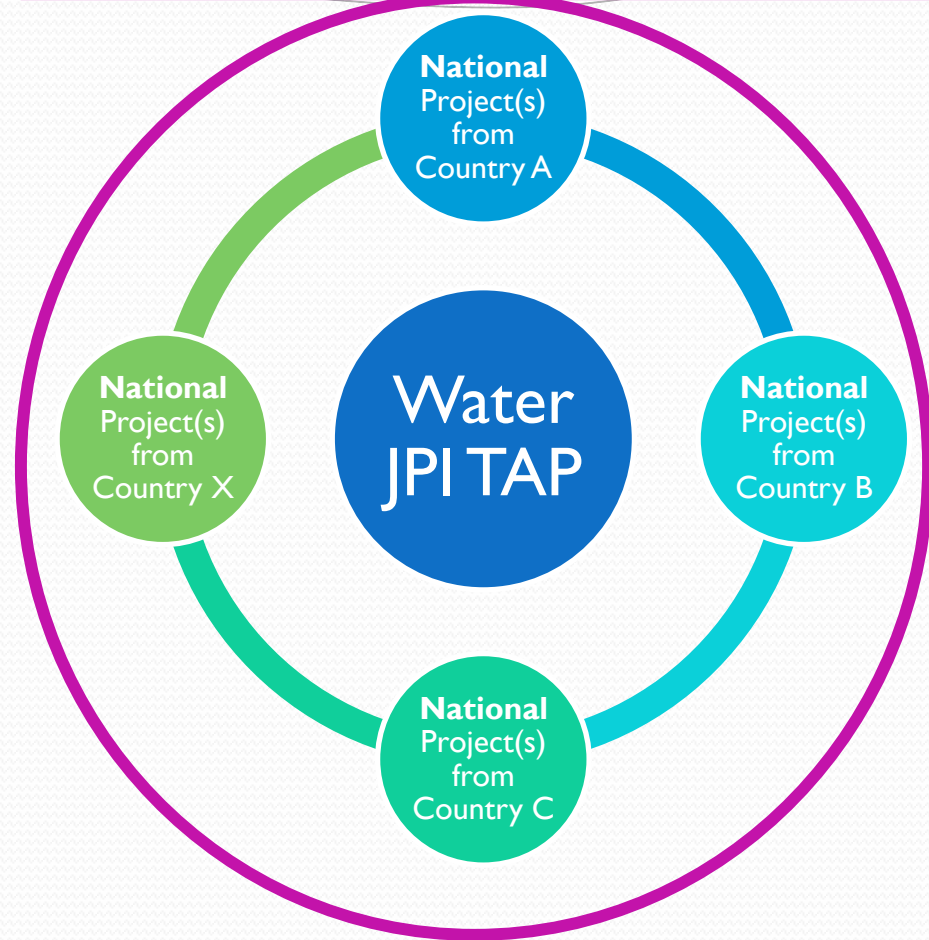 National
Project(s)
from
Country A
National
Project(s)
from
Country X
Water
JPI TAP
National
Project(s)
from
Country B
National
Project(s)
from
Country C